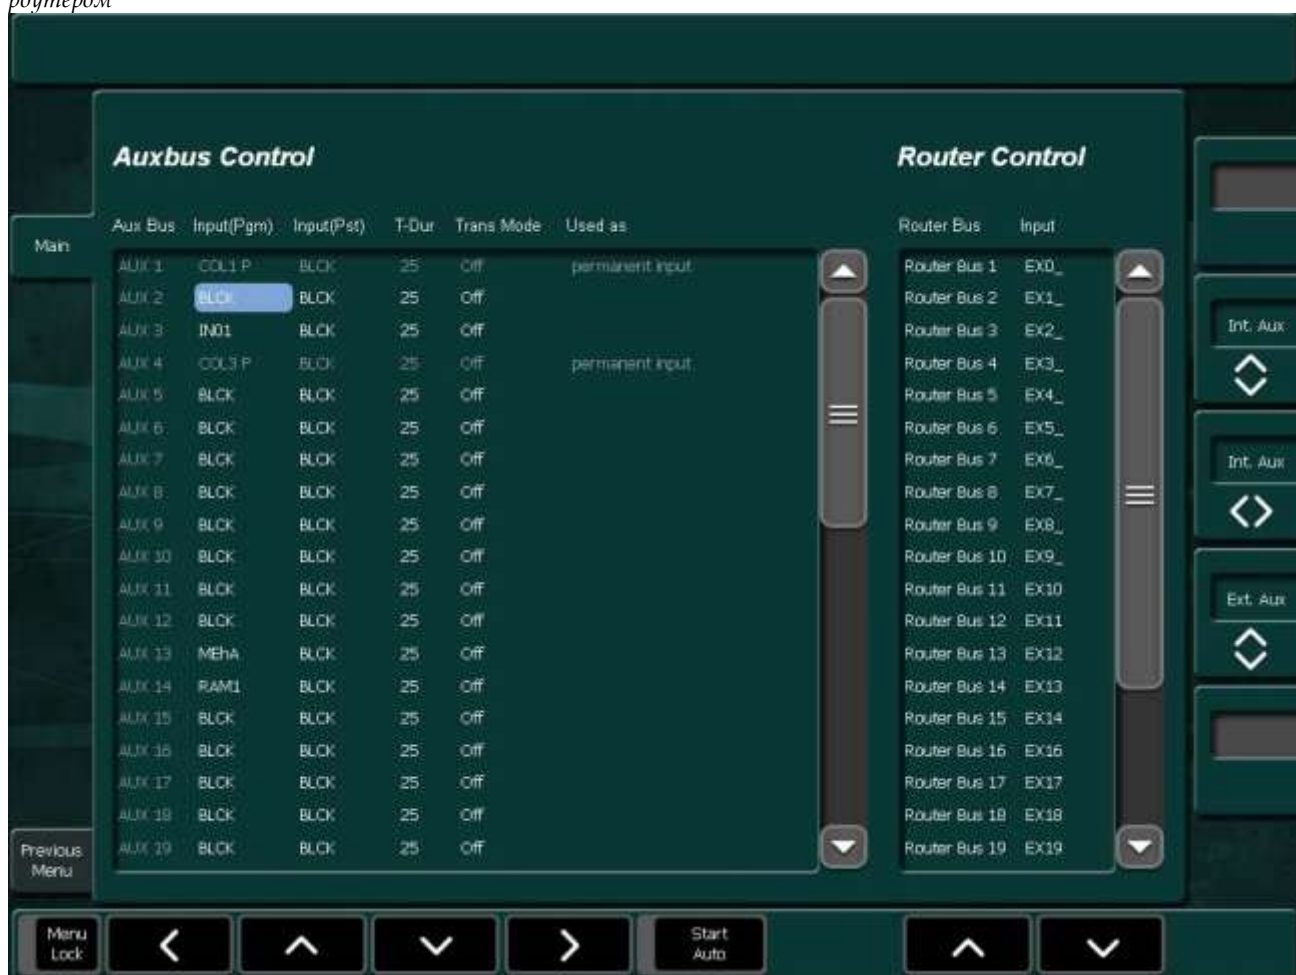 роутером
Auxbus Control Router Control
Aux Bus Input(Pgm) Input(Pst) T-Dur Trans Mode Used as Router Bus Input
Main
AUX 1 COL1 P BLCK 25 Off permanent input Router Bus 1 EX0_
AUX 2 BLCK BLCK 25 Off Router Bus 2 EX1_
AUX 3 IN01 BLCK 25 Off Router Bus 3 EX2_
Int. Aux
AUX 4 COL3 P BLCK 25 Off permanent input Router Bus 4 EX3_
AUX 5 BLCK BLCK 25 Off Router Bus 5 EX4_
AUX 6 BLCK BLCK 25 Off Router Bus 6 EX5_
AUX 7 BLCK BLCK 25 Off Router Bus 7 EX6_
Int. Aux
AUX 8 BLCK BLCK 25 Off Router Bus 8 EX7_
AUX 9 BLCK BLCK 25 Off Router Bus 9 EX8_
AUX 10 BLCK BLCK 25 Off Router Bus 10 EX9_
AUX 11 BLCK BLCK 25 Off Router Bus 11 EX10
Ext. Aux
AUX 12 BLCK BLCK 25 Off Router Bus 12 EX11
AUX 13 MEhA BLCK 25 Off Router Bus 13 EX12
AUX 14 RAM1 BLCK 25 Off Router Bus 14 EX13
AUX 15 BLCK BLCK 25 Off Router Bus 15 EX14
AUX 16 BLCK BLCK 25 Off Router Bus 16 EX16
AUX 17 BLCK BLCK 25 Off Router Bus 17 EX17
AUX 18 BLCK BLCK 25 Off Router Bus 18 EX18
AUX 19 BLCK BLCK 25 Off Router Bus 19 EX19
Previous
Menu
Menu
Lock
Start
Auto